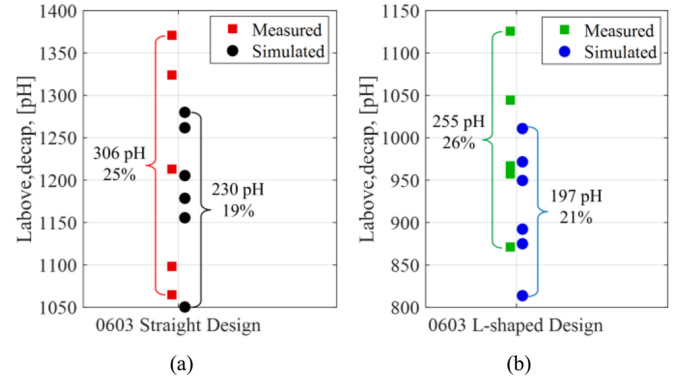 1400
1350
1300
1250
1200
1150
1100
1050
Labove,decap, [pH]
Measured
Simulated
306 pH
25%
230 pH
19%
0603 Straight Design
(a)
1150
1100
1050
1000
950
900
850
800
Labove,decap, [pH]
Measured
Simulated
255 pH
26%
197 pH
21%
0603 L-shaped Design
(b)